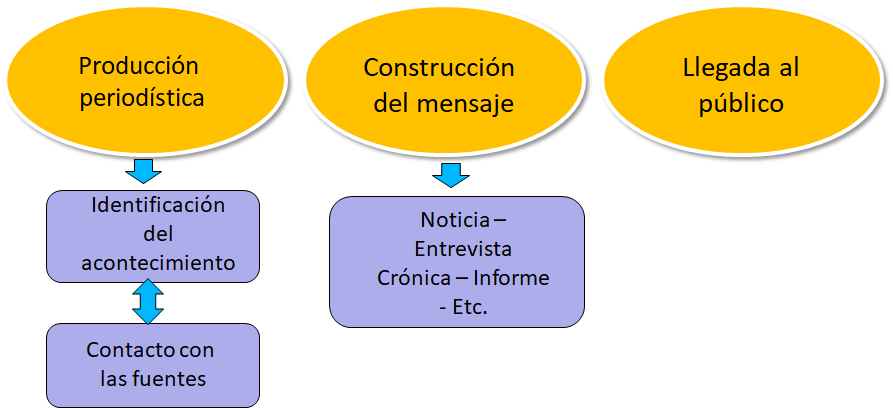 Producción
periodística
Construcción
del mensaje
Llegada al
público
Identificación
del
acontecimiento
Contacto con
las fuentes
Noticia –
Entrevista
Crónica – Informe
- Etc.